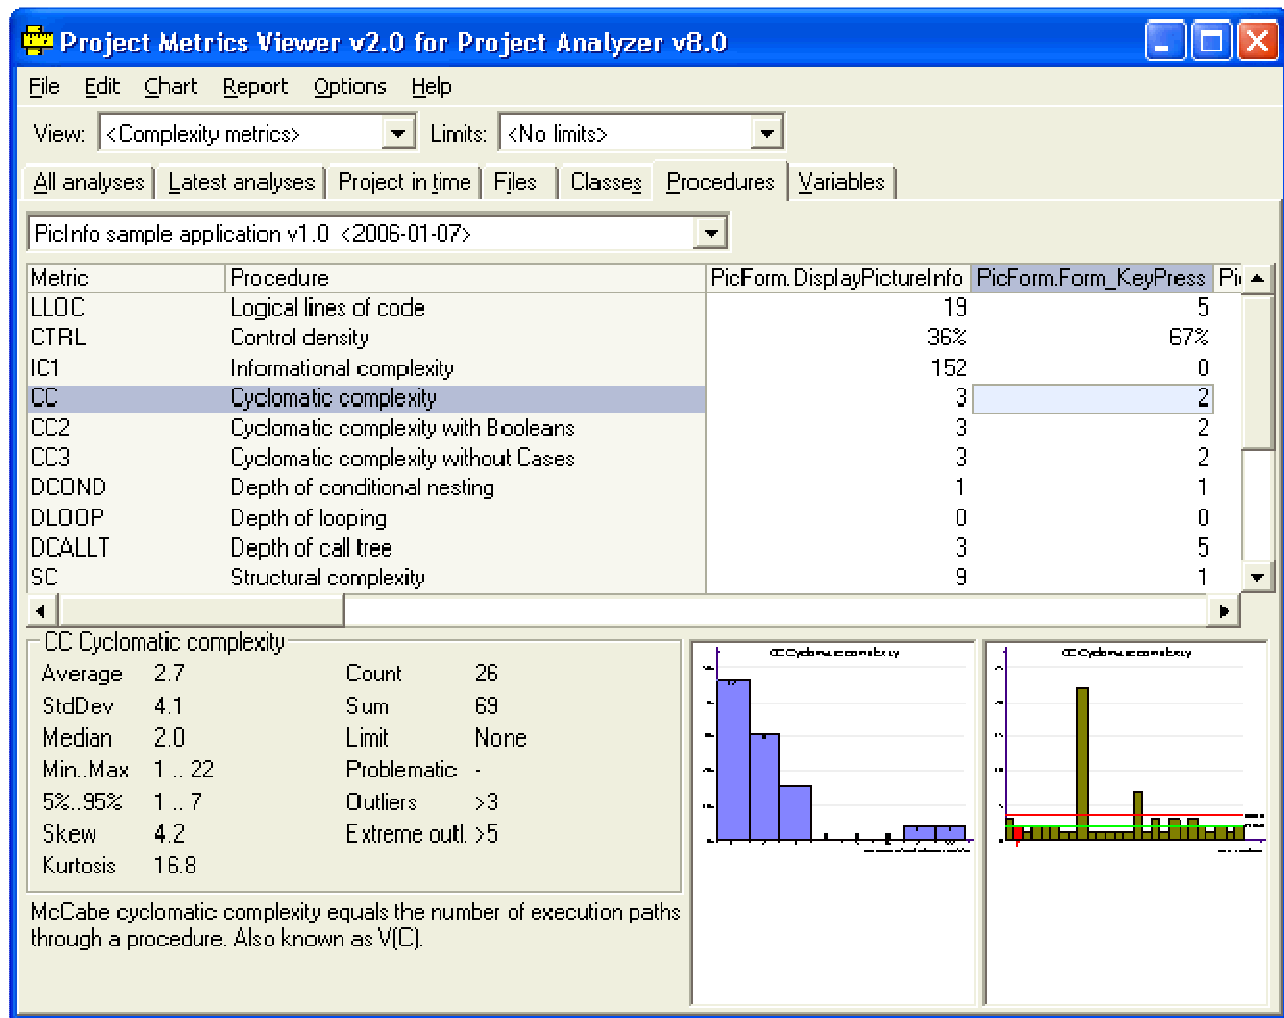 Project Metrics Viewer v2.0 for Project Analyzer v8.0
File Edit Chart Report Options Help
View: <Complexity metrics> Limits: <No limits>
All analyses Latest analyses Project in time Files Classes Procedures Variables
PicInfo sample application v1.0 <2006-01-07>
Metric Procedure PicForm.DisplayPictureInfo PicForm.Form_KeyPress Pi
LLOC Logical lines of code 19 5
CTRL Control density 36% 67%
IC1 Informational complexity 152 0
CC Cyclomatic complexity 3 2
CC2 Cyclomatic complexity with Booleans 3 2
CC3 Cyclomatic complexity without Cases 3 2
DCOND Depth of conditional nesting 1 1
DLOOP Depth of looping 0 0
DCALLT Depth of call tree 3 5
SC Structural complexity 9 1
CC Cyclomatic complexity
Average 2.7 Count 26
StdDev 4.1 Sum 69
Median 2.0 Limit None
Min..Max 1 .. 22 Problematic -
5%..95% 1 .. 7 Outliers >3
Skew 4.2 Extreme outl. >5
Kurtosis 16.8
McCabe cyclomatic complexity equals the number of execution paths
through a procedure. Also known as V(C).
CC Cyclomatic complexity
CC Cyclomatic complexity